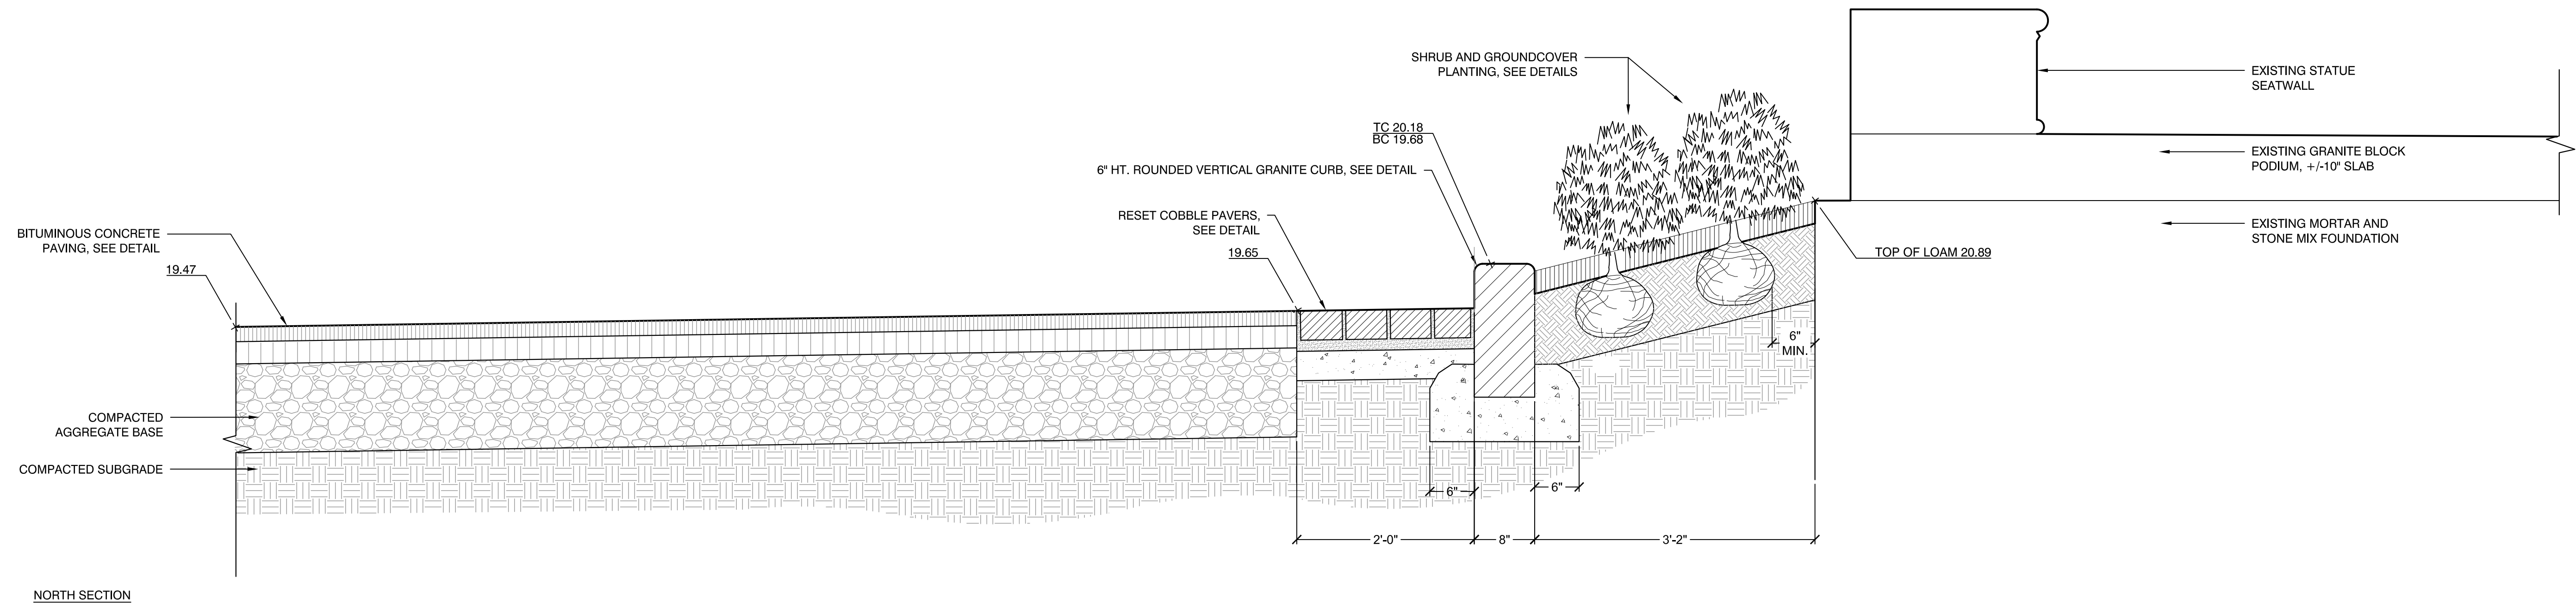 SHRUB AND GROUNDCOVER
PLANTING, SEE DETAILS
EXISTING STATUE
SEATWALL
TC 20.18
BC 19.68
EXISTING GRANITE BLOCK
PODIUM, +/-10" SLAB
6" HT. ROUNDED VERTICAL GRANITE CURB, SEE DETAIL
RESET COBBLE PAVERS,
SEE DETAIL
EXISTING MORTAR AND
STONE MIX FOUNDATION
BITUMINOUS CONCRETE
PAVING, SEE DETAIL
19.65
TOP OF LOAM 20.89
19.47
6"
MIN.
COMPACTED
AGGREGATE BASE
COMPACTED SUBGRADE
6"
6"
2'-0"
8"
3'-2"
NORTH SECTION